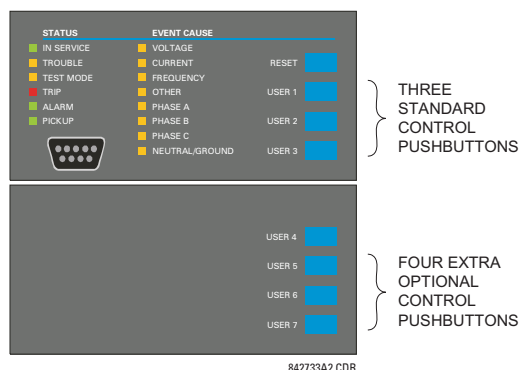 STATUS
EVENT CAUSE
IN SERVICE
VOLTAGE
TROUBLE
CURRENT
RESET
TEST MODE
FREQUENCY
TRIP
OTHER
USER 1
ALARM
PHASE A
PICKUP
PHASE B
USER 2
PHASE C
NEUTRAL/GROUND
USER 3
THREE
STANDARD
CONTROL
PUSHBUTTONS
USER 4
USER 5
USER 6
USER 7
FOUR EXTRA
OPTIONAL
CONTROL
PUSHBUTTONS
842733A2.CDR